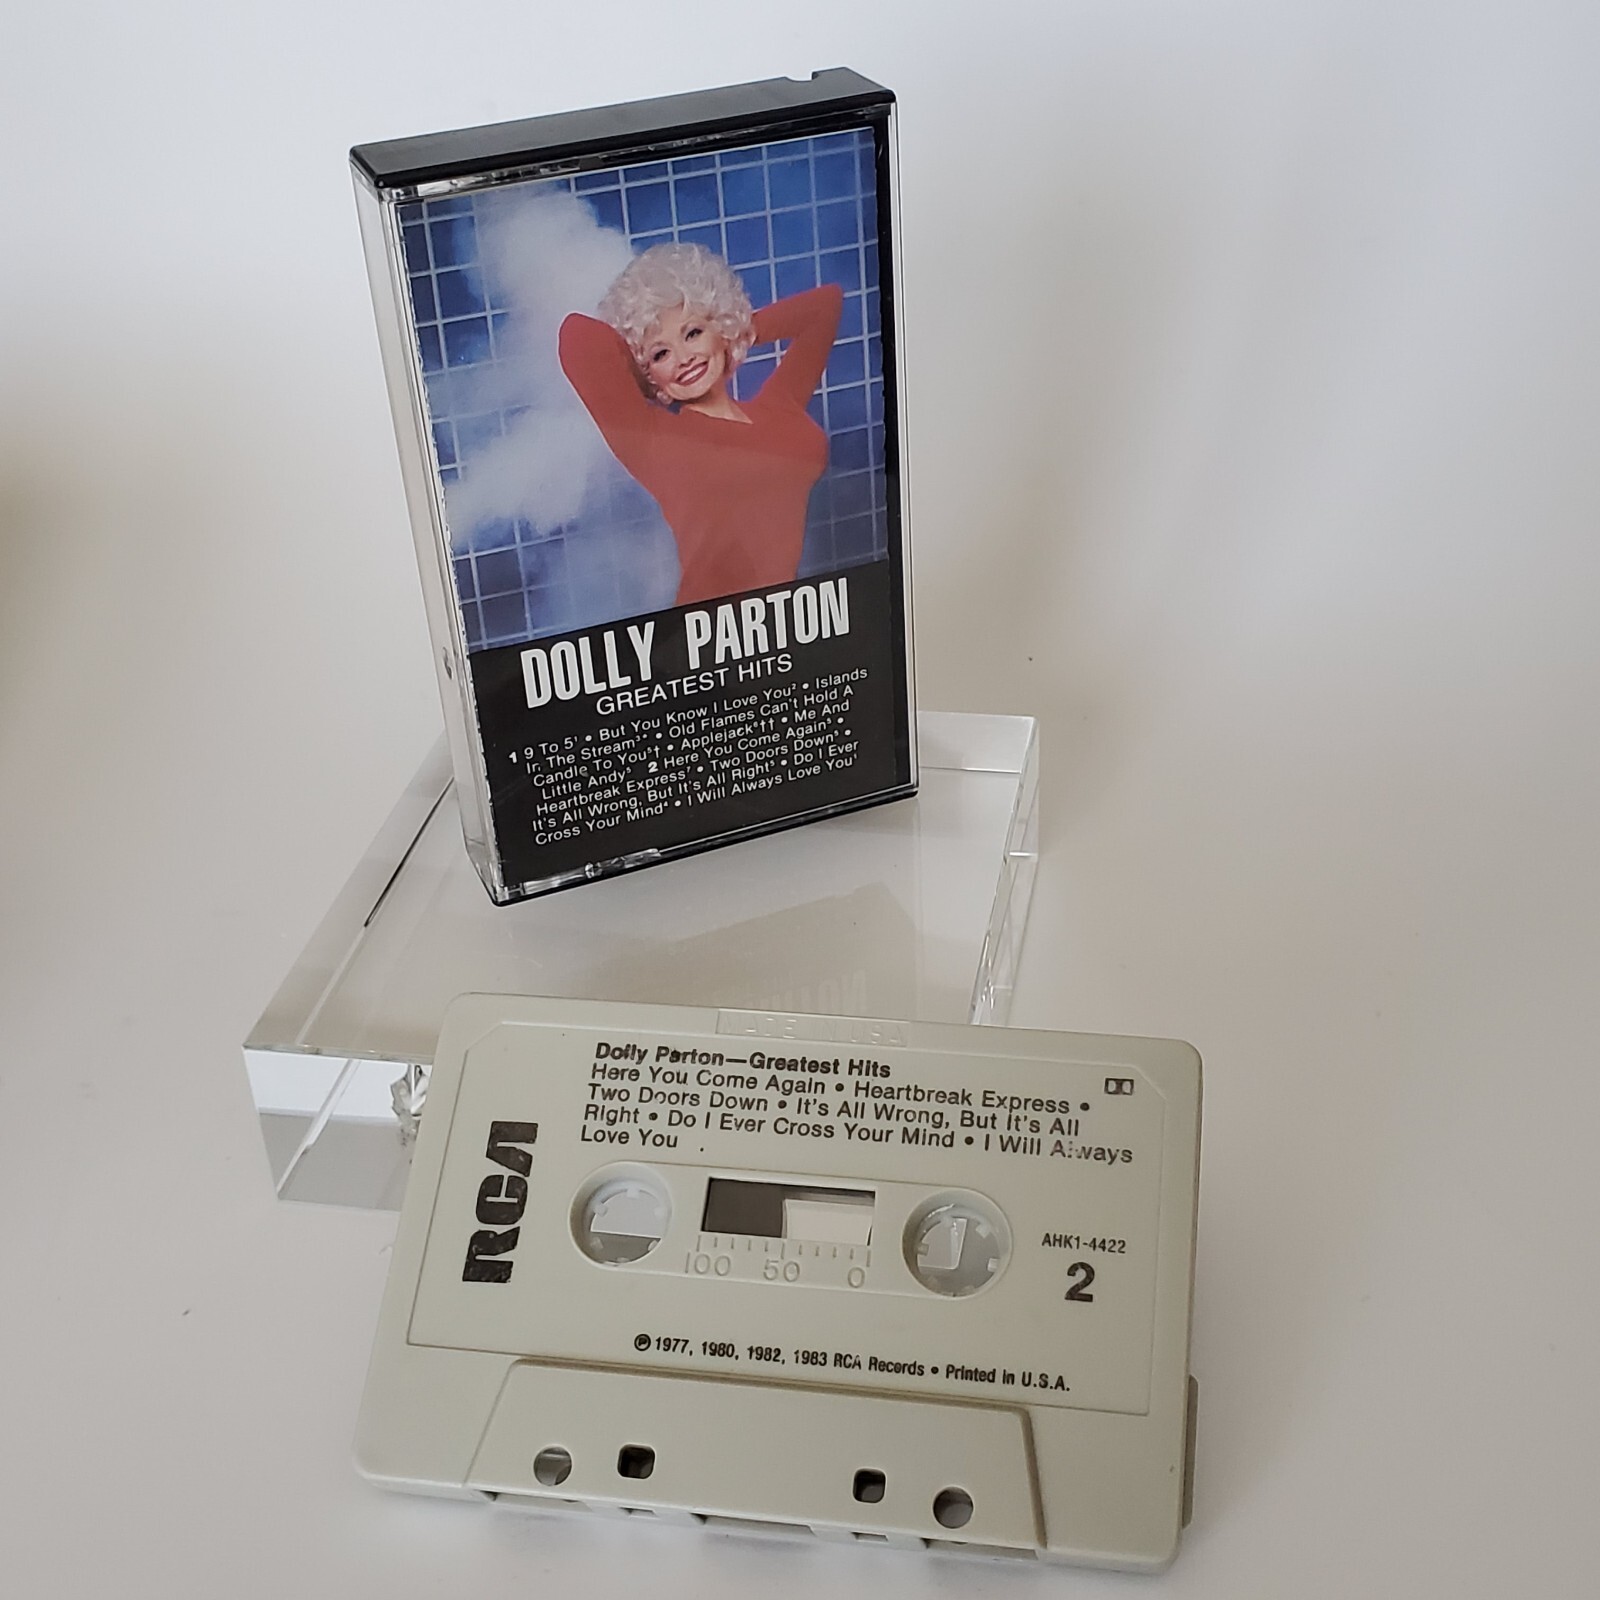 DOLLY PARTON
GREATEST HITS
1 9 To 5¹ • But You Know I Love You² • Islands
In The Stream³* • Old Flames Can't Hold A
Candle To You⁵† • Applejack⁶†† • Me And
Little Andy⁵ 2 Here You Come Again⁵ •
Heartbreak Express⁷ • Two Doors Down⁵ •
It's All Wrong, But It's All Right⁵ • Do I Ever
Cross Your Mind⁴ • I Will Always Love You¹
MADE IN USA
Dolly Parton—Greatest Hits
Here You Come Again • Heartbreak Express •
Two Doors Down • It's All Wrong, But It's All
Right • Do I Ever Cross Your Mind • I Will Always
Love You
RCA
100 50 0
AHK1-4422
2
℗ 1977, 1980, 1982, 1983 RCA Records • Printed in U.S.A.